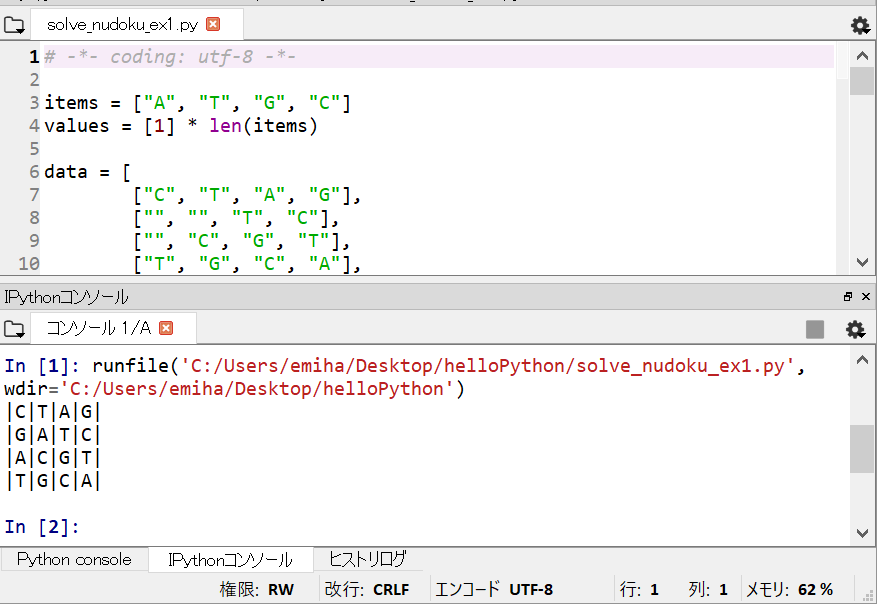 solve_nudoku_ex1.py
1 # -*- coding: utf-8 -*-
2
3 items = ["A", "T", "G", "C"]
4 values = [1] * len(items)
5
6 data = [
7 ["C", "T", "A", "G"],
8 ["", "", "T", "C"],
9 ["", "C", "G", "T"],
10 ["T", "G", "C", "A"],
IPythonコンソール
コンソール 1/A
In [1]: runfile('C:/Users/emiha/Desktop/helloPython/solve_nudoku_ex1.py',
wdir='C:/Users/emiha/Desktop/helloPython')
|C|T|A|G|
|G|A|T|C|
|A|C|G|T|
|T|G|C|A|
In [2]:
Python console IPythonコンソール ヒストリログ
権限: RW 改行: CRLF エンコード UTF-8 行: 1 列: 1 メモリ: 62 %